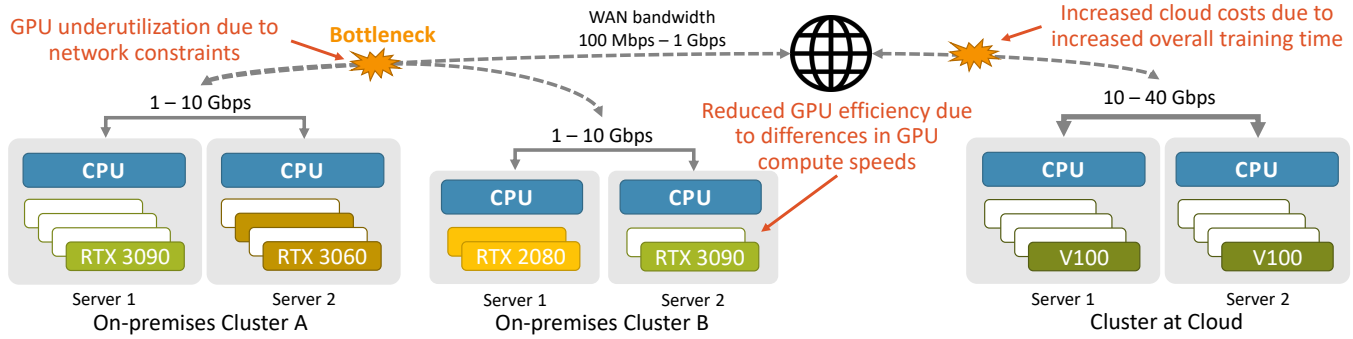 GPU underutilization due to
network constraints
Bottleneck
WAN bandwidth
100 Mbps – 1 Gbps
Increased cloud costs due to
increased overall training time
1 – 10 Gbps
CPU
CPU
RTX 3090
RTX 3060
Server 1
Server 2
On-premises Cluster A
1 – 10 Gbps
CPU
CPU
RTX 2080
RTX 3090
Server 1
Server 2
On-premises Cluster B
Reduced GPU efficiency due
to differences in GPU
compute speeds
10 – 40 Gbps
CPU
CPU
V100
V100
Server 1
Server 2
Cluster at Cloud